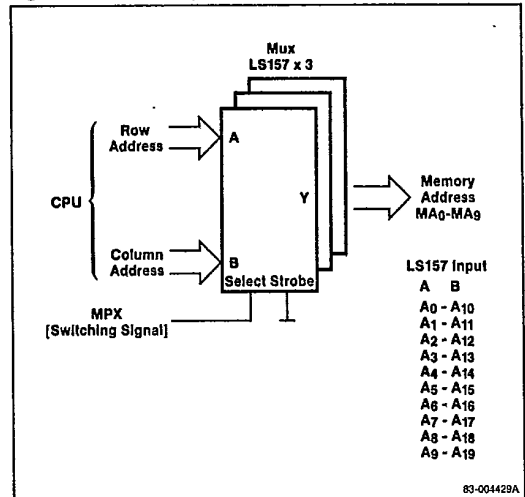 Mux
LS157 x 3
Row
Address
A
CPU
Y
Memory
Address
MA0-MA9
Column
Address
B
Select Strobe
MPX
[Switching Signal]
LS157 Input
A B
A0 - A10
A1 - A11
A2 - A12
A3 - A13
A4 - A14
A5 - A15
A6 - A16
A7 - A17
A8 - A18
A9 - A19
83-004429A